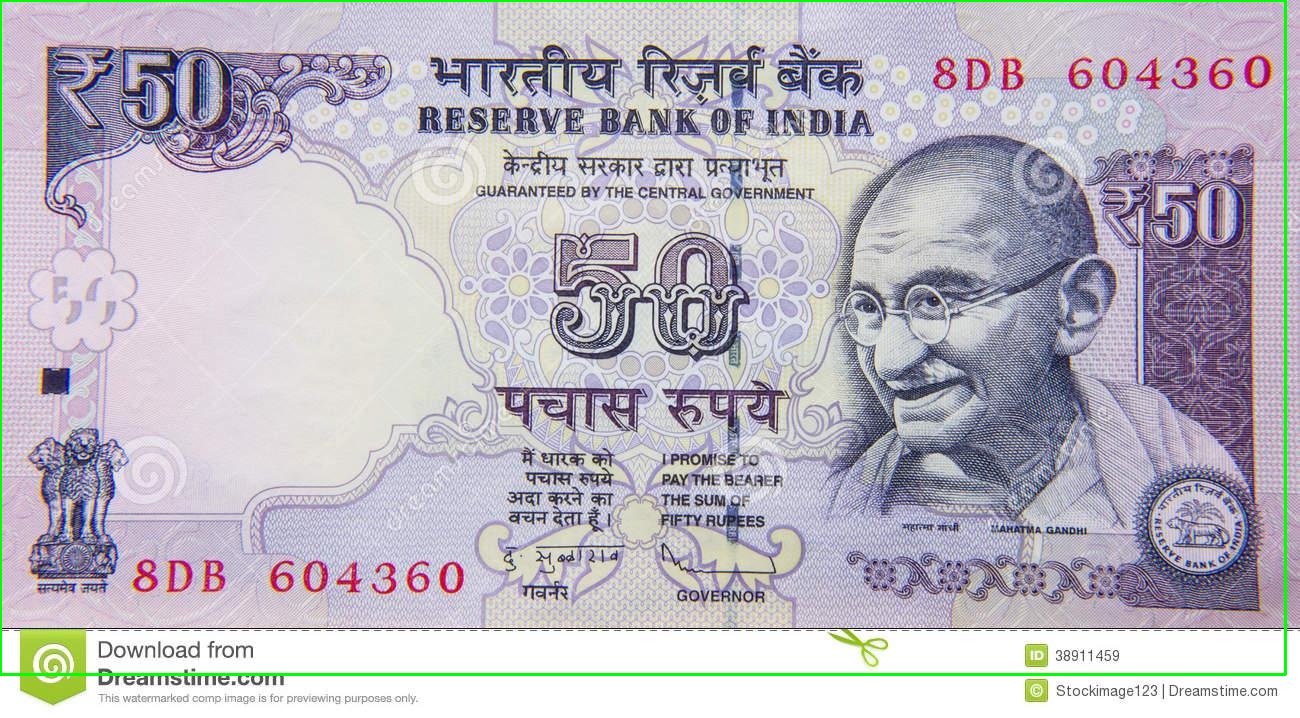 ₹50
भारतीय रिज़र्व बैंक
RESERVE BANK OF INDIA
8DB 604360
केन्द्रीय सरकार द्वारा प्रत्याभूत
GUARANTEED BY THE CENTRAL GOVERNMENT
₹50
50
पचास रुपये
मैं धारक को
पचास रुपये
अदा करने का
वचन देता हूँ।
I PROMISE TO
PAY THE BEARER
THE SUM OF
FIFTY RUPEES
महात्मा गांधी
MAHATMA GANDHI
भारतीय रिज़र्व बैंक
RESERVE BANK OF INDIA
दु. सुब्बाराव
गवर्नर
GOVERNOR
सत्यमेव जयते
8DB 604360
Download from
Dreamstime.com
This watermarked comp image is for previewing purposes only.
ID 38911459
© Stockimage123 | Dreamstime.com